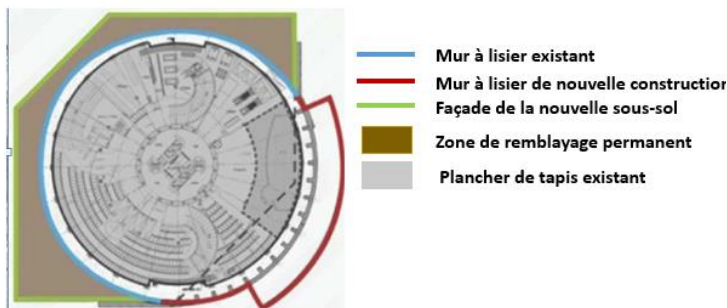 Mur à lisier existant
Mur à lisier de nouvelle construction
Façade de la nouvelle sous-sol
Zone de remblayage permanent
Plancher de tapis existant